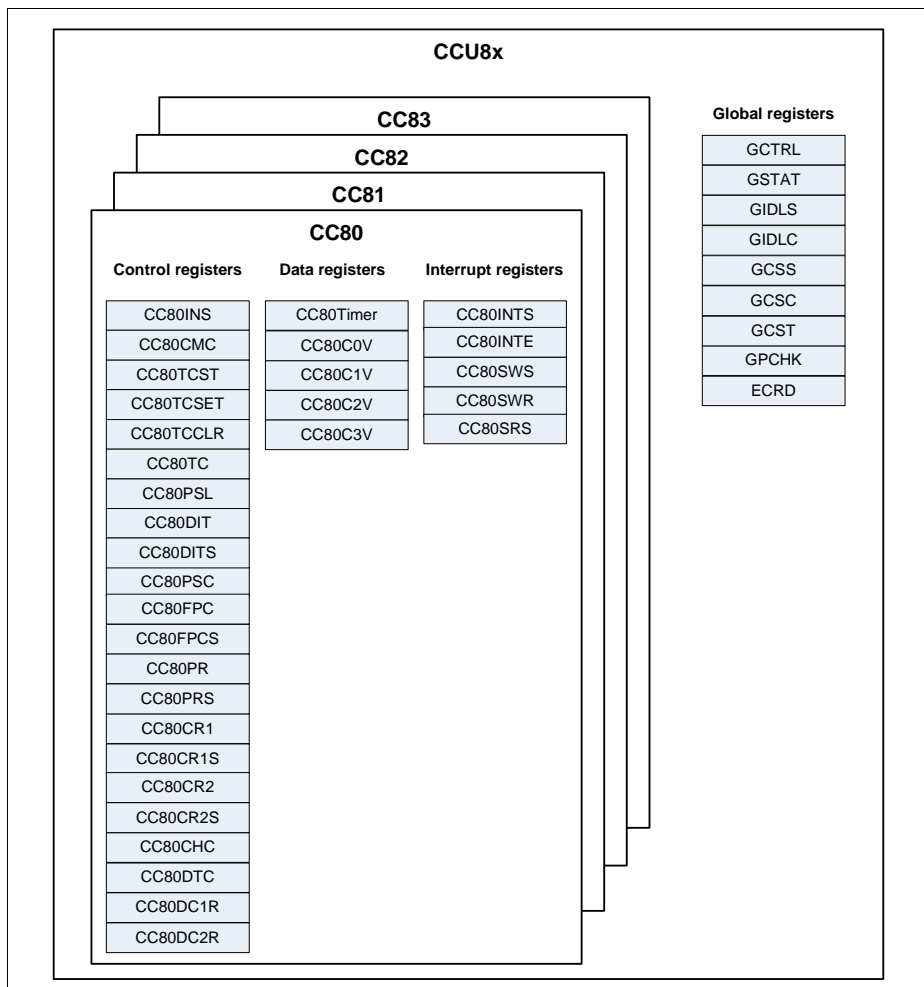 CCU8x
CC83
CC82
CC81
CC80
Control registers
CC80INS
CC80CMC
CC80TCST
CC80TCSET
CC80TCCLR
CC80TC
CC80PSL
CC80DIT
CC80DITS
CC80PSC
CC80FPC
CC80FPCS
CC80PR
CC80PRS
CC80CR1
CC80CR1S
CC80CR2
CC80CR2S
CC80CHC
CC80DTC
CC80DC1R
CC80DC2R
Data registers
CC80Timer
CC80C0V
CC80C1V
CC80C2V
CC80C3V
Interrupt registers
CC80INTS
CC80INTE
CC80SWS
CC80SWR
CC80SRS
Global registers
GCTRL
GSTAT
GIDLS
GIDLC
GCSS
GCSC
GCST
GPCHK
ECRD